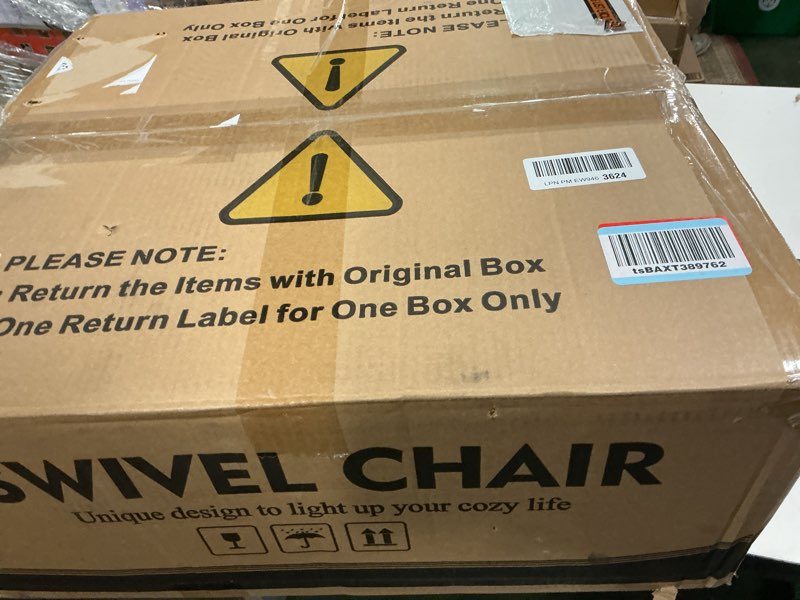 PLEASE NOTE:
Return the Items with Original Box
One Return Label for One Box Only
LPN PM EW946 3624
tsBAXT389762
PLEASE NOTE:
Return the Items with Original Box
One Return Label for One Box Only
SWIVEL CHAIR
Unique design to light up your cozy life